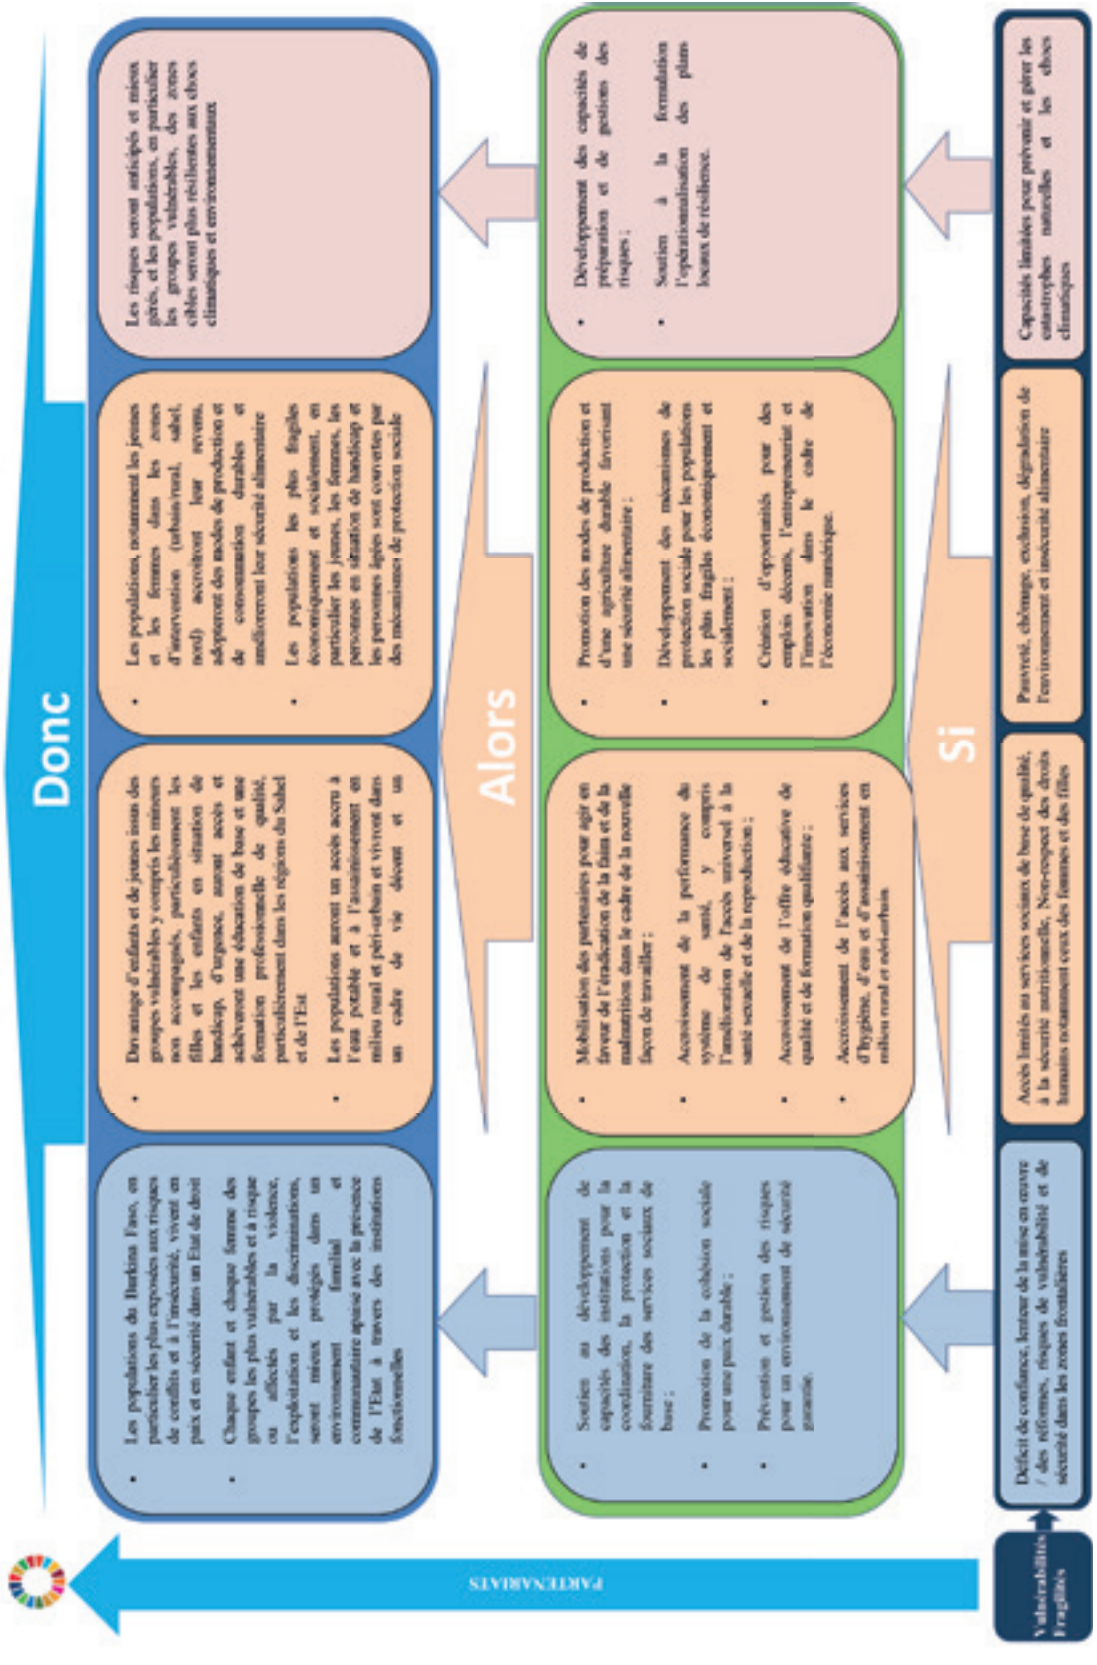 Donc
Les populations du Burkina Faso, en
particulier les plus exposées aux risques
de conflits et à l'insécurité, vivent en
paix et en sécurité dans un Etat de droit
Chaque enfant et chaque femme des
groupes les plus vulnérables et à risque
ou affectés par la violence,
l'exploitation et les discriminations,
seront mieux protégés dans un
environnement familial et
communautaire apaisé avec la présence
de l'Etat à travers des institutions
fonctionnelles
Davantage d'enfants et de jeunes issus des
groupes vulnérables y compris les mineurs
non accompagnés, particulièrement les
filles et les enfants en situation de
handicap, d'urgence, auront accès et
achèveront une éducation de base et une
formation professionnelle de qualité,
particulièrement dans les régions du Sahel
et de l'Est
Les populations auront un accès accru à
l'eau potable et à l'assainissement en
milieu rural et péri-urbain et vivront dans
un cadre de vie décent et un
Les populations, notamment les jeunes
et les femmes dans les zones
d'intervention (urbain/rural, sahel,
nord) accroitront leur revenu,
adopteront des modes de production et
de consommation durables et
amélioreront leur sécurité alimentaire
Les populations les plus fragiles
économiquement et socialement, en
particulier les jeunes, les femmes, les
personnes en situation de handicap et
les personnes âgées sont couvertes par
des mécanismes de protection sociale
Les risques seront anticipés et mieux
gérés, et les populations, en particulier
les groupes vulnérables, des zones
cibles seront plus résilientes aux chocs
climatiques et environnementaux
Alors
Soutien au développement de
capacités des institutions pour la
coordination, la protection et la
fourniture des services sociaux de
base ;
Promotion de la cohésion sociale
pour une paix durable ;
Prévention et gestion des risques
pour un environnement de sécurité
garantie.
Mobilisation des partenaires pour agir en
faveur de l'éradication de la faim et de la
malnutrition dans le cadre de la nouvelle
façon de travailler ;
Accroissement de la performance du
système de santé, y compris
l'amélioration de l'accès universel à la
santé sexuelle et de la reproduction ;
Accroissement de l'offre éducative de
qualité et de formation qualifiante ;
Accroissement de l'accès aux services
d'hygiène, d'eau et d'assainissement en
milieu rural et péri-urbain.
Promotion des modes de production et
d'une agriculture durable favorisant
une sécurité alimentaire ;
Développement des mécanismes de
protection sociale pour les populations
les plus fragiles économiquement et
socialement ;
Création d'opportunités pour des
emplois décents, l'entrepreneuriat et
l'innovation dans le cadre de
l'économie numérique.
Développement des capacités de
préparation et de gestions des
risques ;
Soutien à la formulation
l'opérationnalisation des plans
locaux de résilience.
Si
Déficit de confiance, lenteur de la mise en œuvre
/ des réformes, risques de vulnérabilité et de
sécurité dans les zones frontalières
Accès limités au services sociaux de base de qualité,
à la sécurité nutritionnelle, Non-respect des droits
humains notamment ceux des femmes et des filles
Pauvreté, chômage, exclusion, dégradation de
l'environnement et insécurité alimentaire
Capacités limitées pour prévenir et gérer les
catastrophes naturelles et les chocs
climatiques
PARTENARIATS
Vulnérabilités
Fragilités